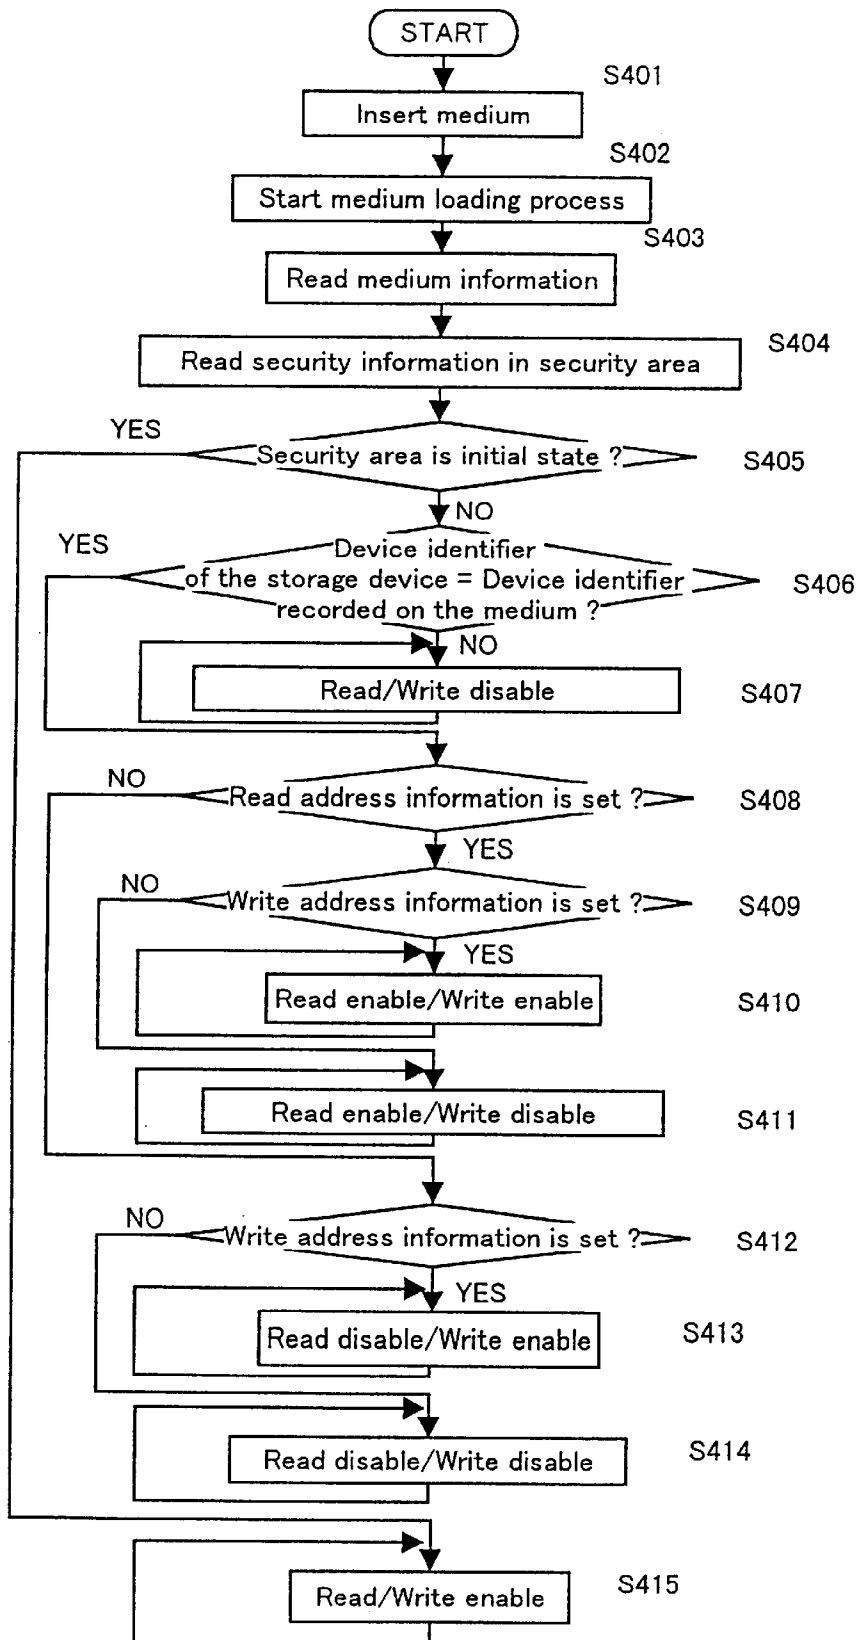 START
S401
Insert medium
S402
Start medium loading process
S403
Read medium information
S404
Read security information in security area
YES
Security area is initial state ?
S405
NO
YES
Device identifier
of the storage device = Device identifier
recorded on the medium ?
S406
NO
Read/Write disable
S407
NO
Read address information is set ?
S408
YES
NO
Write address information is set ?
S409
YES
Read enable/Write enable
S410
Read enable/Write disable
S411
NO
Write address information is set ?
S412
YES
Read disable/Write enable
S413
Read disable/Write disable
S414
Read/Write enable
S415